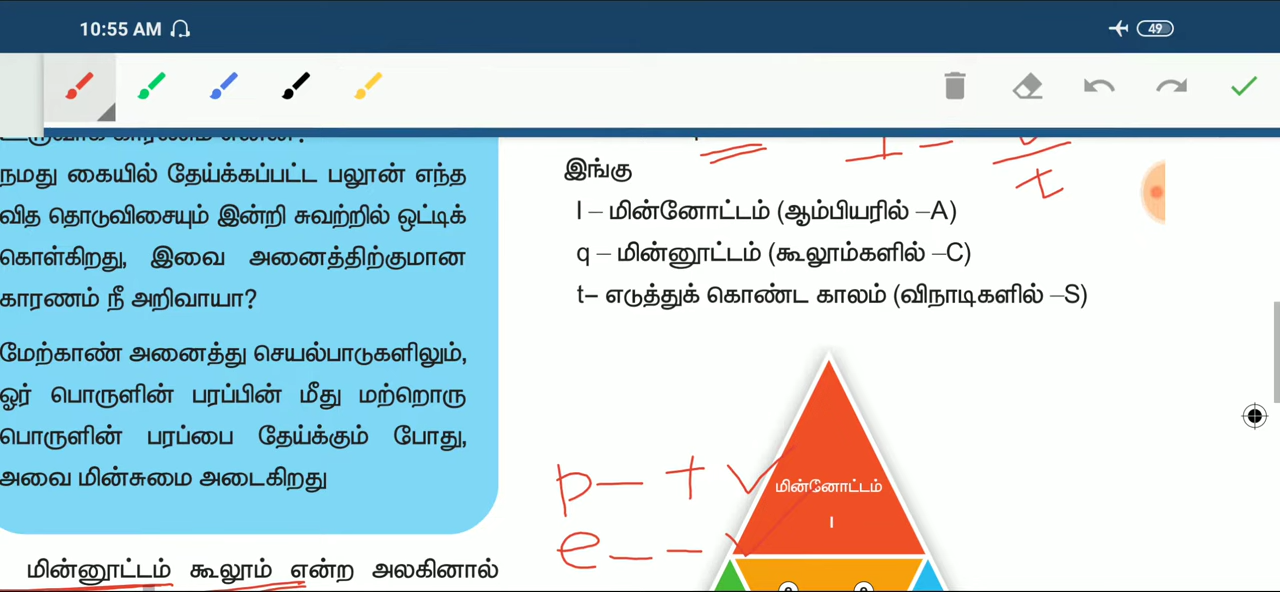 10:55 AM
49
நமது கையில் தேய்க்கப்பட்ட பலூன் எந்த
வித தொடுவிசையும் இன்றி சுவற்றில் ஒட்டிக்
கொள்கிறது, இவை அனைத்திற்குமான
காரணம் நீ அறிவாயா?
மேற்காண் அனைத்து செயல்பாடுகளிலும்,
ஓர் பொருளின் பரப்பின் மீது மற்றொரு
பொருளின் பரப்பை தேய்க்கும் போது,
அவை மின்சுமை அடைகிறது
மின்னூட்டம் கூலூம் என்ற அலகினால்
t
இங்கு
I – மின்னோட்டம் (ஆம்பியரில் –A)
q – மின்னூட்டம் (கூலூம்களில் –C)
t– எடுத்துக் கொண்ட காலம் (விநாடிகளில் –S)
p – + ✓
e – – ✓
மின்னோட்டம்
I